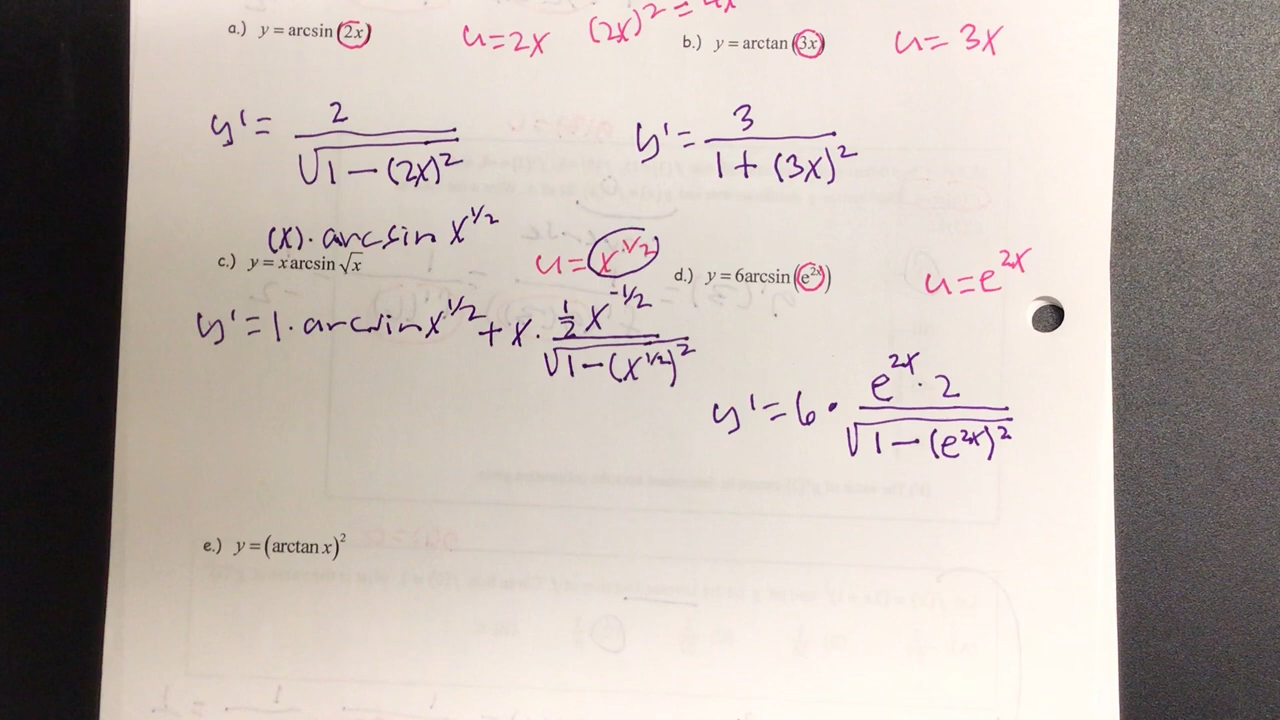 a.) y = arcsin (2x) u=2x (2x)² = 4x
b.) y = arctan (3x) u= 3x
y' = 2 / √1 − (2x)²
y' = 3 / 1 + (3x)²
(x) · arcsin x^1/2
c.) y = x arcsin √x u = x^1/2
y' = 1 · arcsin x^1/2 + x · ½ x^-1/2 / √1−(x^1/2)²
d.) y = 6arcsin (e^2x) u=e^2x
y' = 6 · e^2x · 2 / √1 − (e^2x)²
e.) y = (arctan x)²